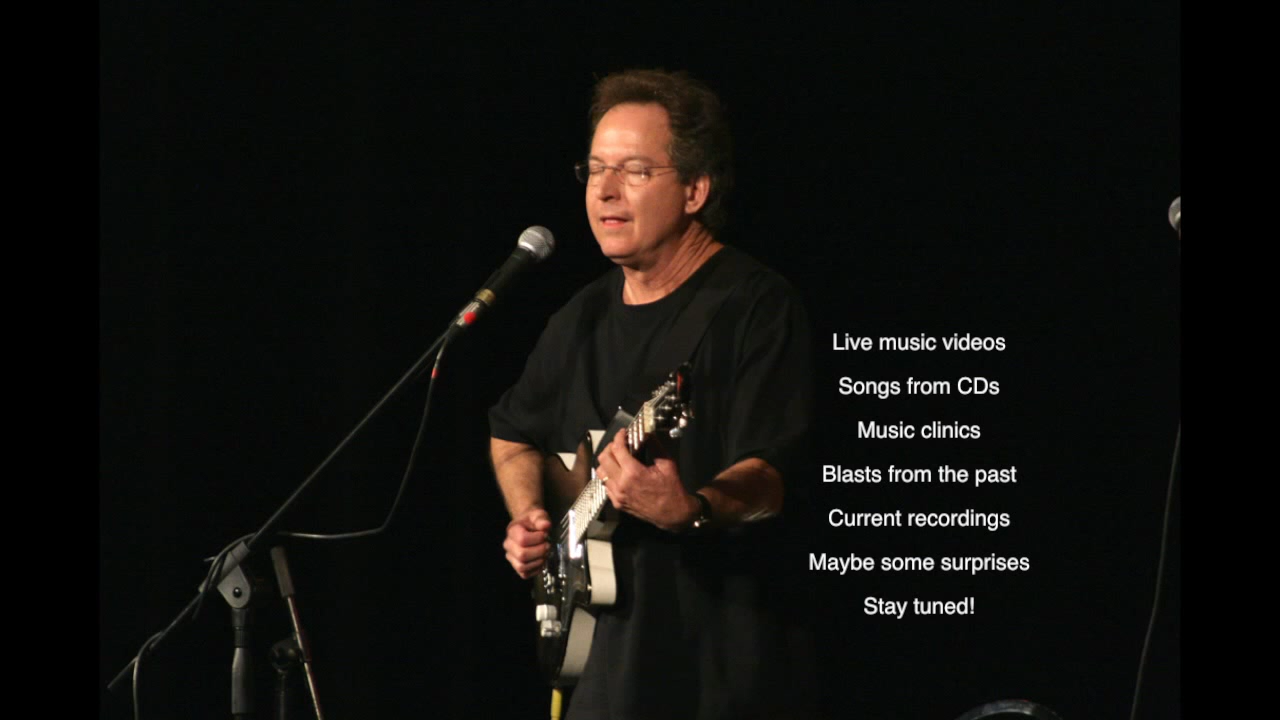 Live music videos
Songs from CDs
Music clinics
Blasts from the past
Current recordings
Maybe some surprises
Stay tuned!